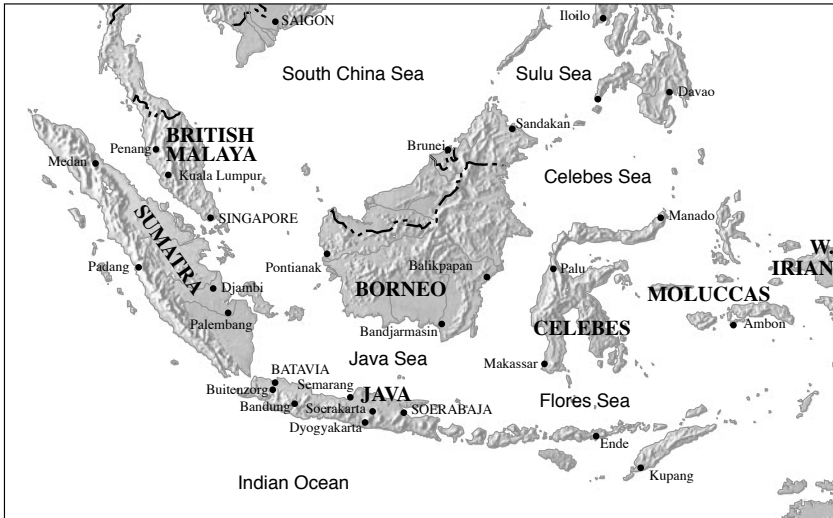 SAIGON
Iloilo
South China Sea
Sulu Sea
Davao
Sandakan
BRITISH
MALAYA
Penang
Brunei
Medan
Kuala Lumpur
Celebes Sea
SINGAPORE
Manado
SUMATRA
W.
IRIAN
Pontianak
Padang
Balikpapan
Palu
Djambi
BORNEO
MOLUCCAS
Palembang
Bandjarmasin
CELEBES
Ambon
Java Sea
Makassar
BATAVIA
Buitenzorg
Semarang
JAVA
Bandung
Soerakarta
SOERABAJA
Flores Sea
Dyogyakarta
Ende
Kupang
Indian Ocean